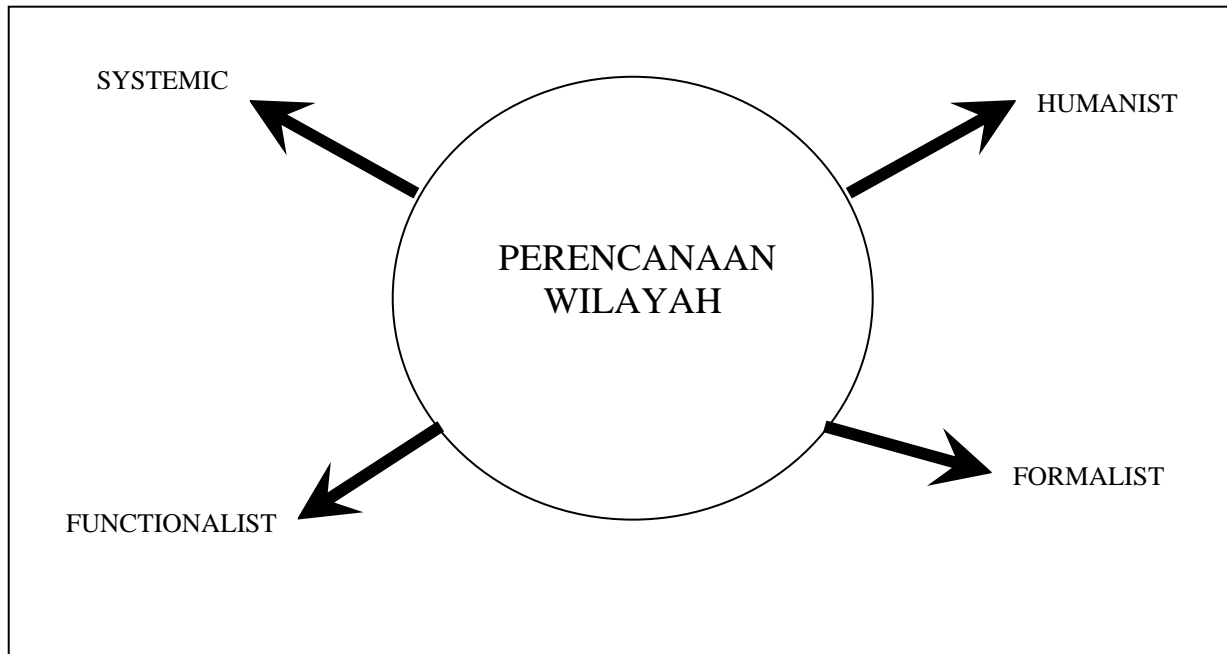 SYSTEMIC
HUMANIST
PERENCANAAN
WILAYAH
FORMALIST
FUNCTIONALIST